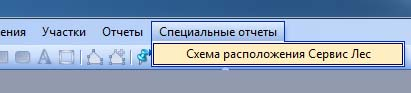 ения Участки Отчеты Специальные отчеты
Схема расположения Сервис Лес